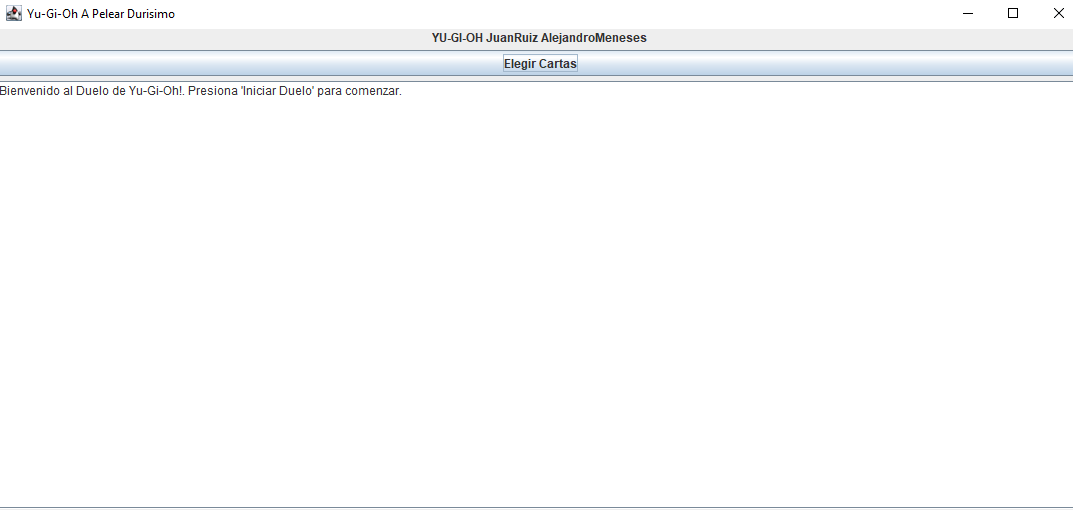 Yu-Gi-Oh A Pelear Durisimo
YU-GI-OH JuanRuiz AlejandroMeneses
Elegir Cartas
Bienvenido al Duelo de Yu-Gi-Oh!. Presiona 'Iniciar Duelo' para comenzar.